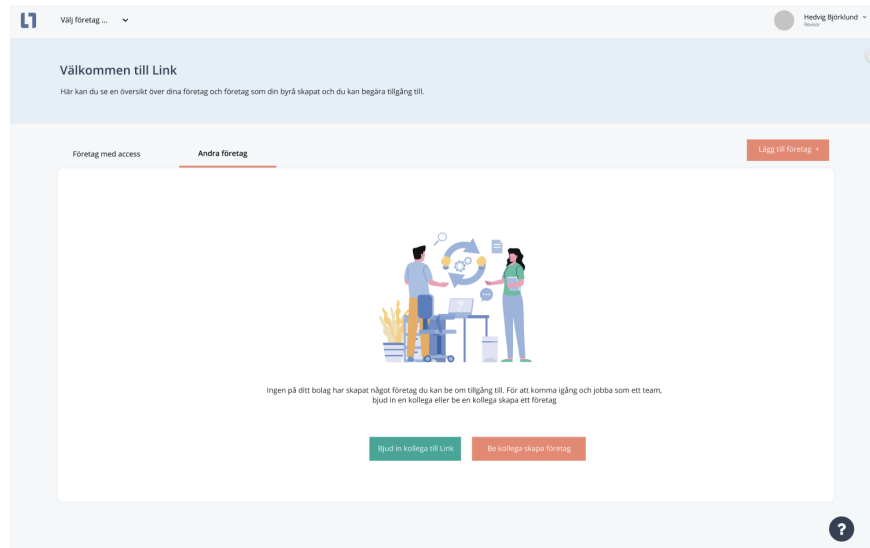 Välj företag ...
Hedvig Björklund
Revisor
Välkommen till Link
Här kan du se en översikt över dina företag och företag som din byrå skapat och du kan begära tillgång till.
Företag med access
Andra företag
Lägg till företag +
Ingen på ditt bolag har skapat något företag du kan be om tillgång till. För att komma igång och jobba som ett team,
bjud in en kollega eller be en kollega skapa ett företag
Bjud in kollega till Link
Be kollega skapa företag
?